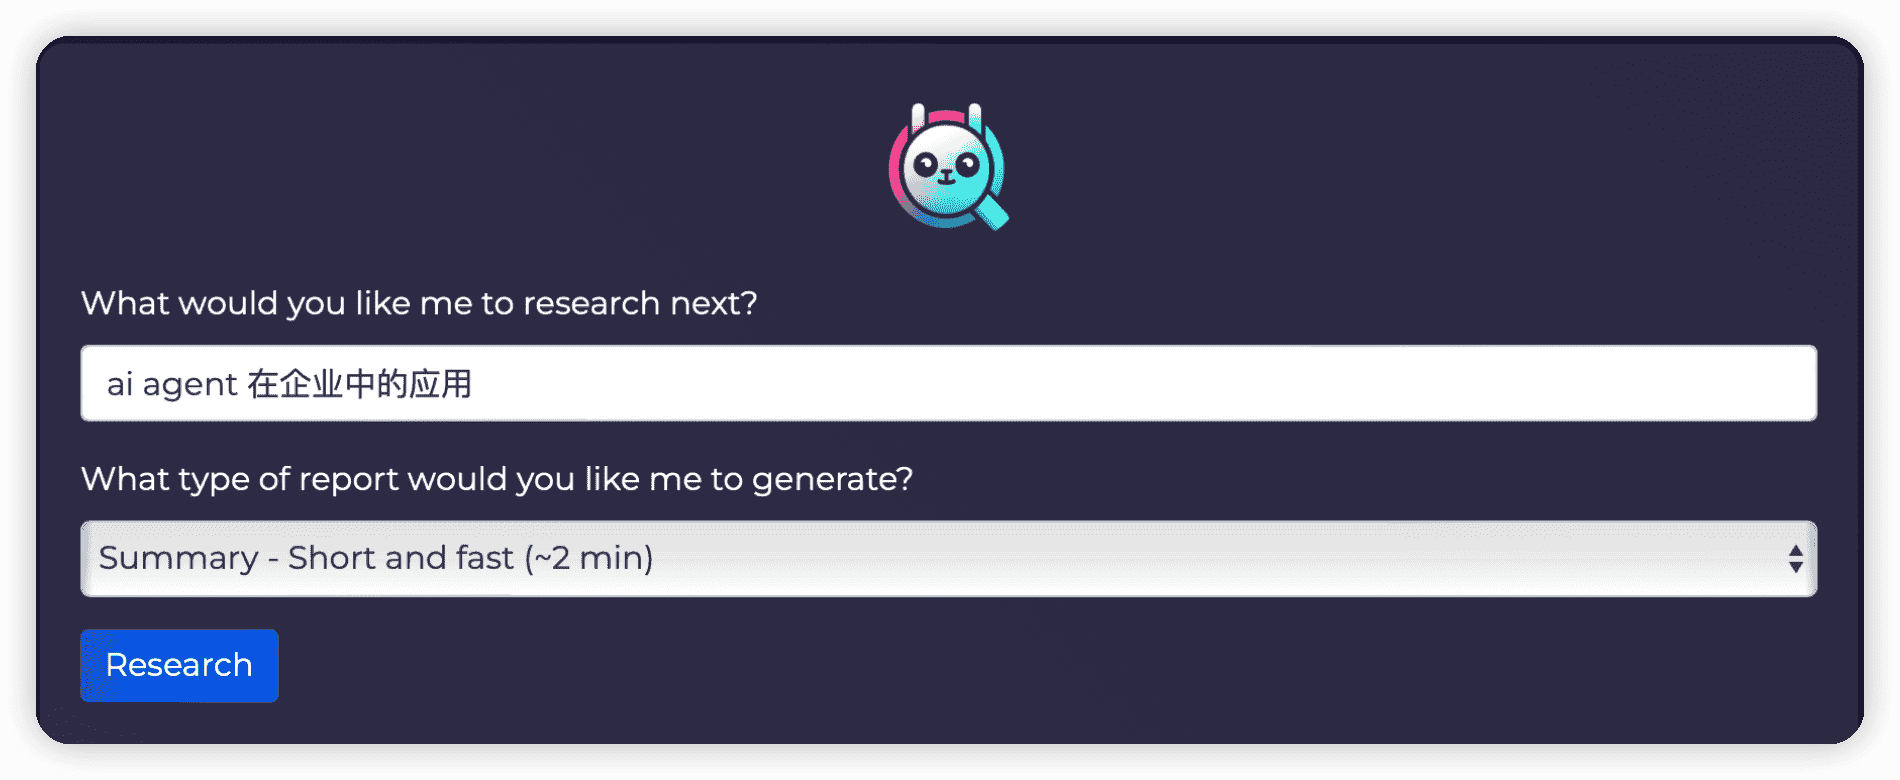 What would you like me to research next?
ai agent 在企业中的应用
What type of report would you like me to generate?
Summary - Short and fast (~2 min)
Research